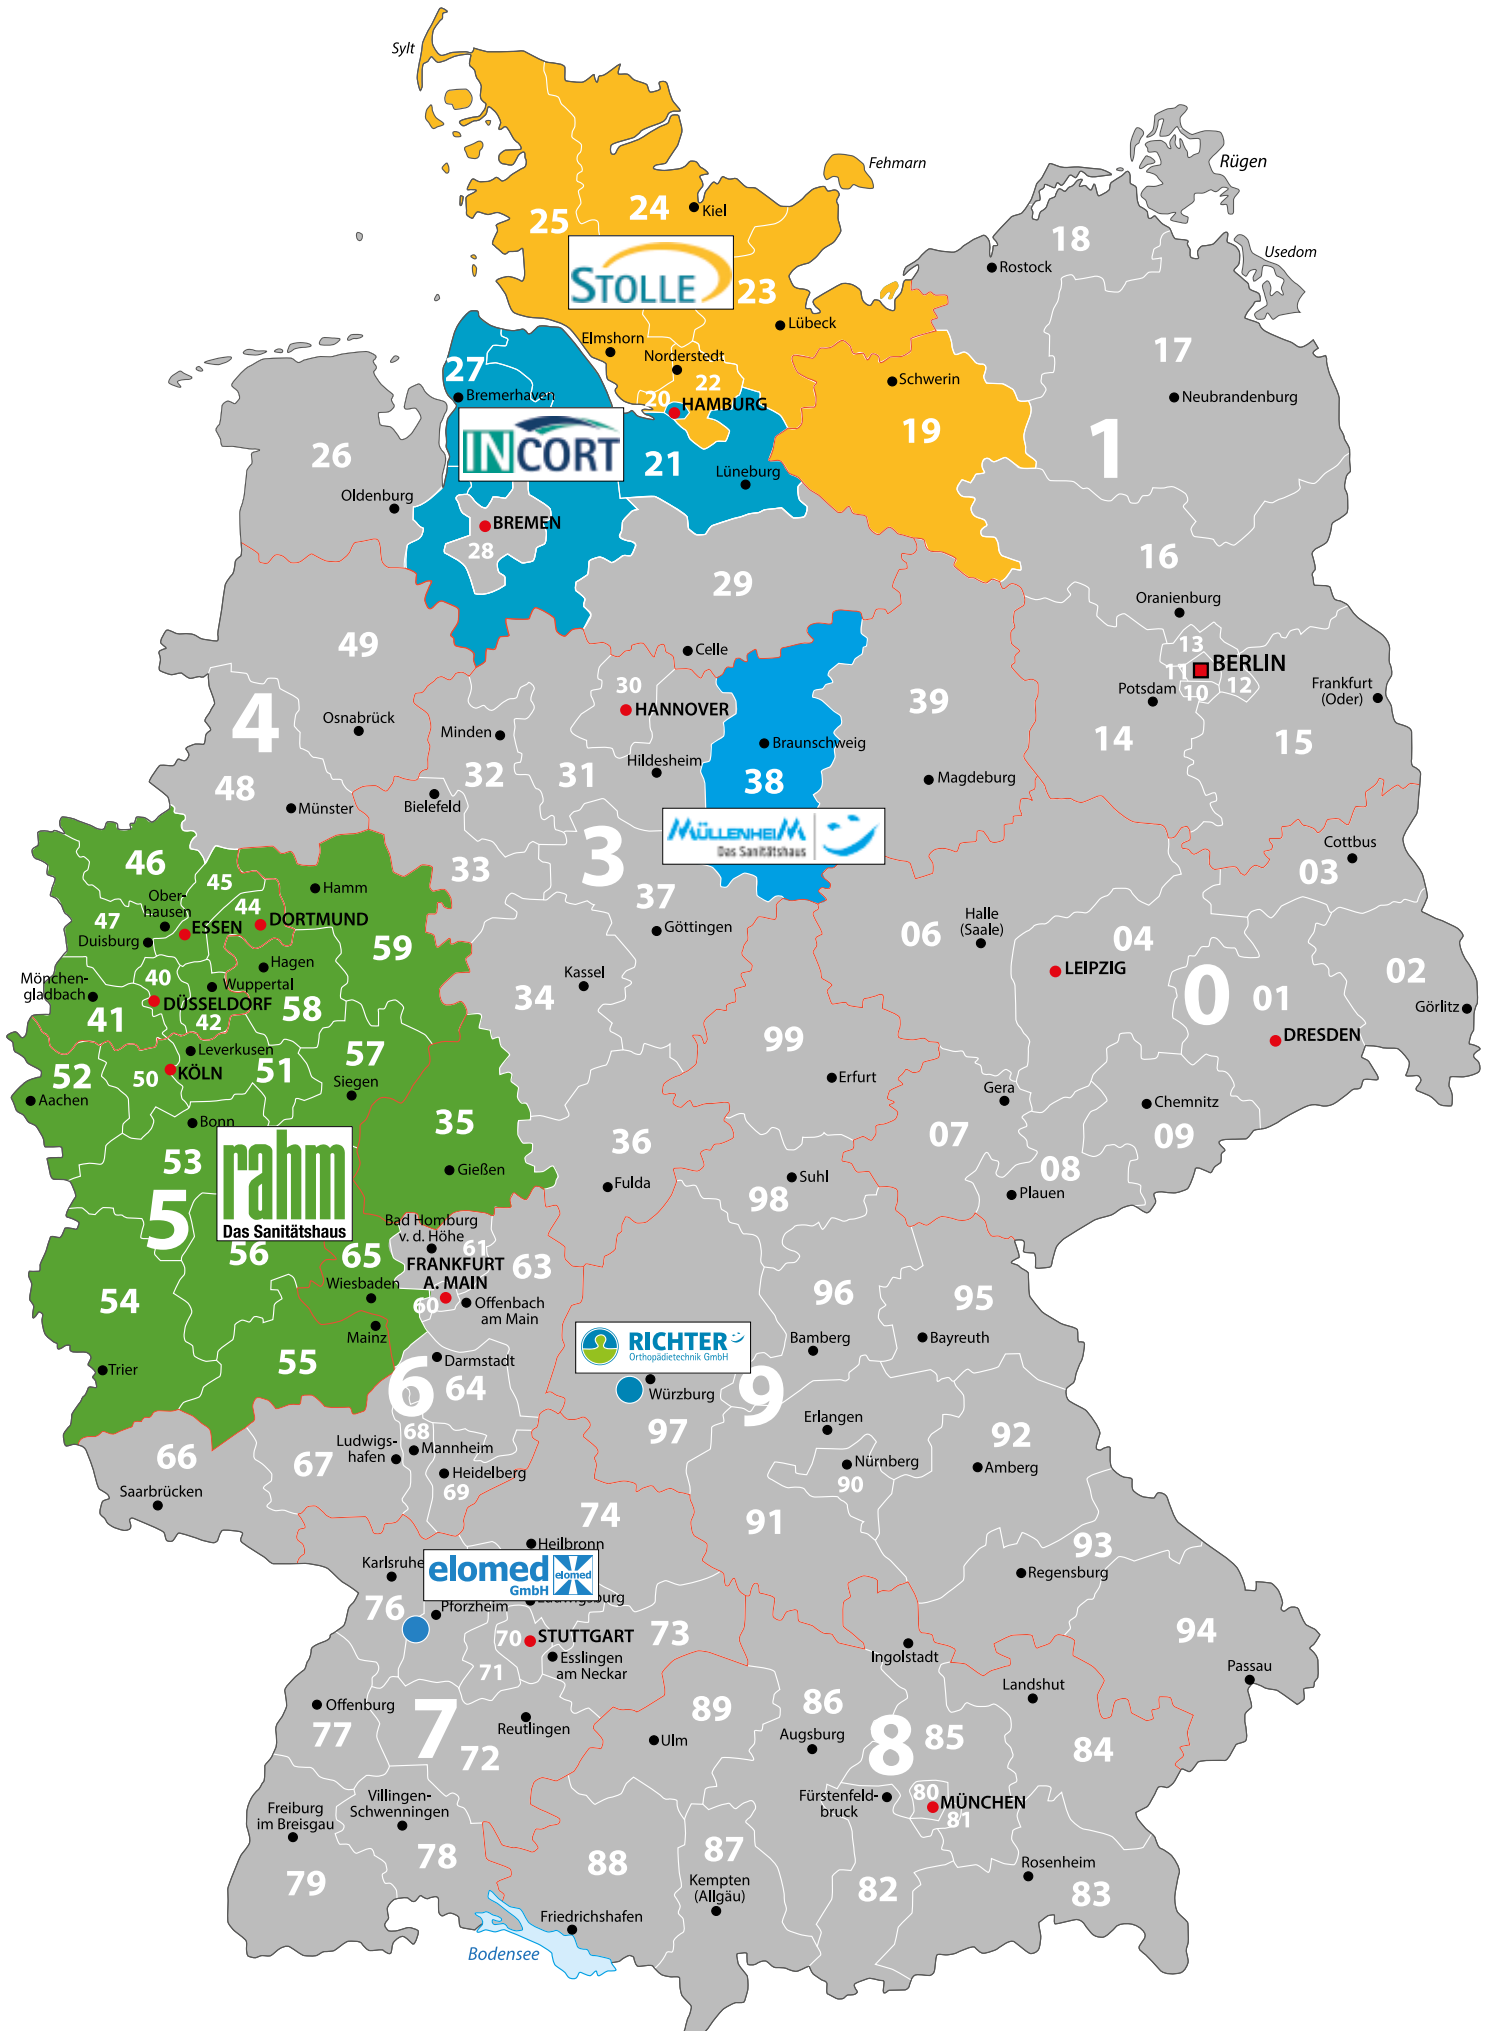 Sylt
Fehmarn
Rügen
25
24
Kiel
18
Rostock
Usedom
STOLLE
23
Lübeck
Elmshorn
Norderstedt
17
27
Bremerhaven
22
20
HAMBURG
Schwerin
Neubrandenburg
INCORT
21
19
1
26
Lüneburg
Oldenburg
BREMEN
28
16
29
Oranienburg
49
Celle
13
BERLIN
11
10
12
30
HANNOVER
39
Potsdam
Frankfurt
(Oder)
4
Osnabrück
Minden
Braunschweig
14
15
Hildesheim
32
31
38
48
Münster
Bielefeld
Magdeburg
MÜLLENHEIM
Das Sanitätshaus
Cottbus
46
3
33
03
45
Hamm
Ober-
hausen
37
44
DORTMUND
47
ESSEN
Göttingen
Halle
(Saale)
06
04
Duisburg
59
Hagen
LEIPZIG
02
Mönchen-
gladbach
40
Wuppertal
Kassel
0
01
DÜSSELDORF
58
34
Görlitz
41
42
DRESDEN
99
Leverkusen
57
52
50
KÖLN
51
Siegen
Erfurt
Gera
Aachen
Chemnitz
Bonn
35
36
07
09
53
rahm
Das Sanitätshaus
Gießen
Fulda
Suhl
08
98
Plauen
5
56
65
Bad Homburg
v. d. Höhe
61
63
FRANKFURT
A. MAIN
Wiesbaden
60
Offenbach
am Main
96
95
54
Mainz
RICHTER
Orthopädietechnik GmbH
Bamberg
Bayreuth
Trier
55
Darmstadt
6
64
Würzburg
9
Erlangen
68
97
92
66
67
Ludwigs-
hafen
Mannheim
Nürnberg
Amberg
Heidelberg
69
90
Saarbrücken
74
91
Heilbronn
93
Karlsruhe
elomed
GmbH
elomed
Regensburg
76
Pforzheim
Ludwigsburg
70
STUTTGART
73
94
Ingolstadt
71
Esslingen
am Neckar
Passau
Landshut
Offenburg
77
7
Reutlingen
89
86
72
Ulm
Augsburg
8
85
84
Villingen-
Schwenningen
Fürstenfeld-
bruck
80
MÜNCHEN
81
Freiburg
im Breisgau
78
88
87
Rosenheim
79
Kempten
(Allgäu)
82
83
Friedrichshafen
Bodensee